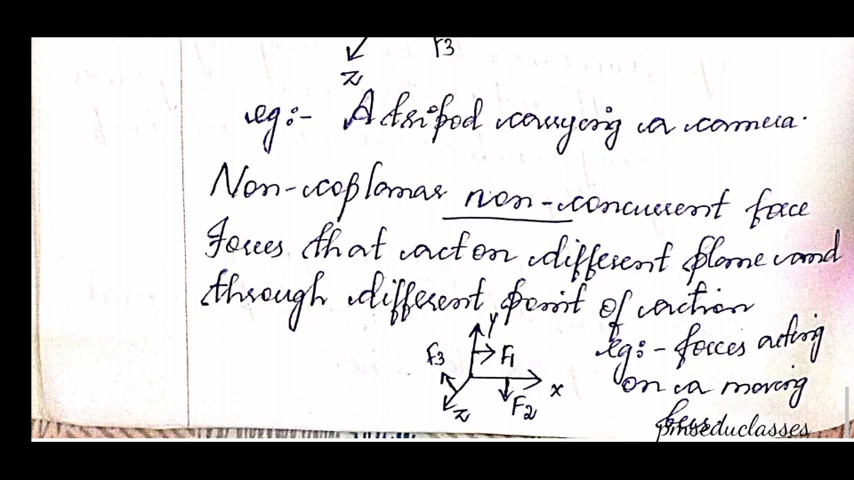 F3
Z
eg:- A tripod carrying a camera.
Non-coplanar non-concurrent force
Forces that act on different plane and
through different point of action
eg:- forces acting
on a moving
Y
F3
F1
X
Z
F2
pmseduclasses